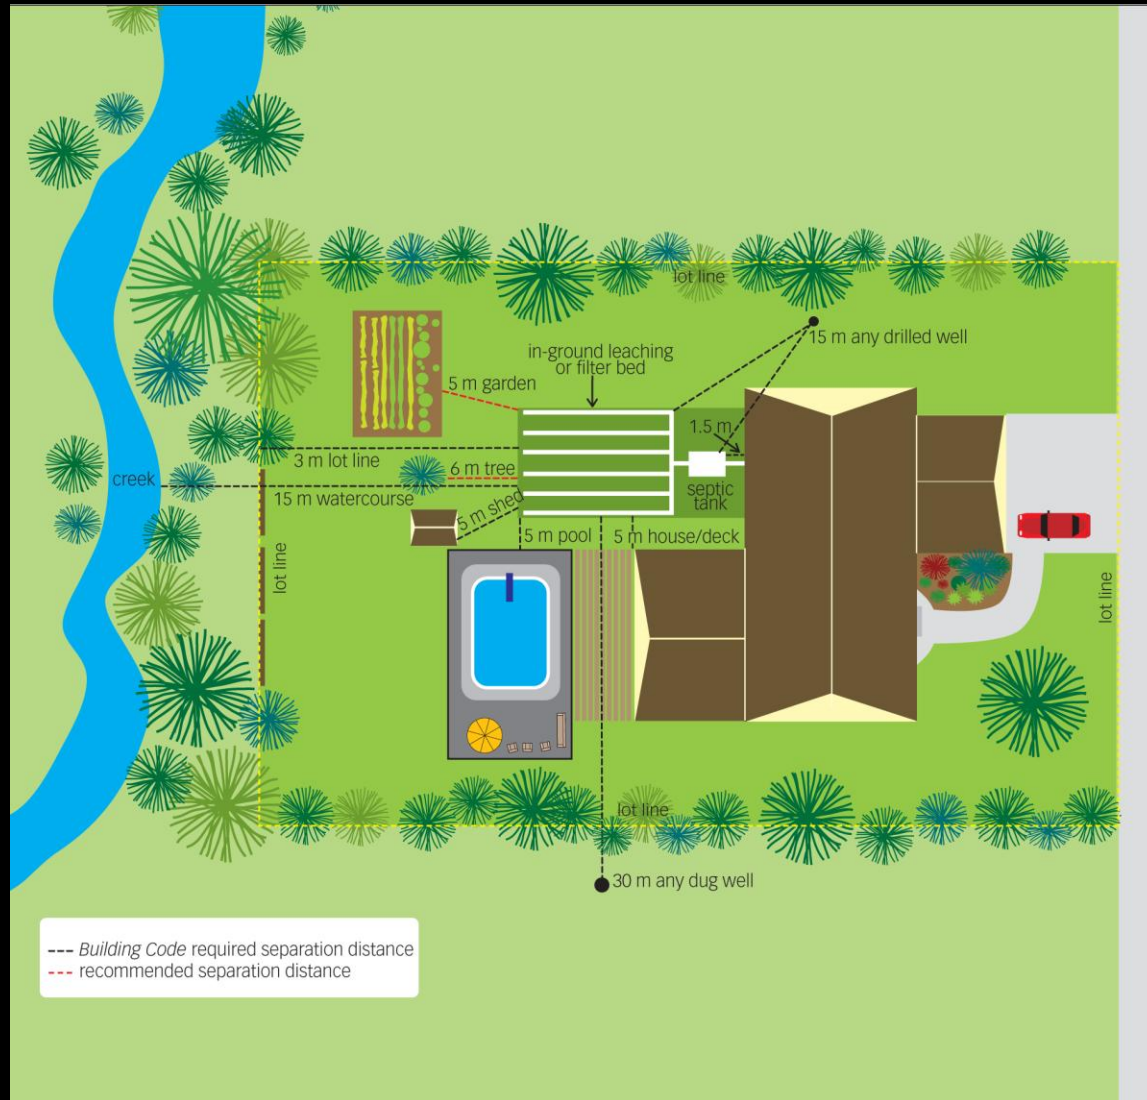 lot line
15 m any drilled well
in-ground leaching
or filter bed
5 m garden
1.5 m
3 m lot line
6 m tree
creek
15 m watercourse
septic
tank
5 m shed
5 m pool
5 m house/deck
lot line
lot line
lot line
30 m any dug well
--- Building Code required separation distance
--- recommended separation distance